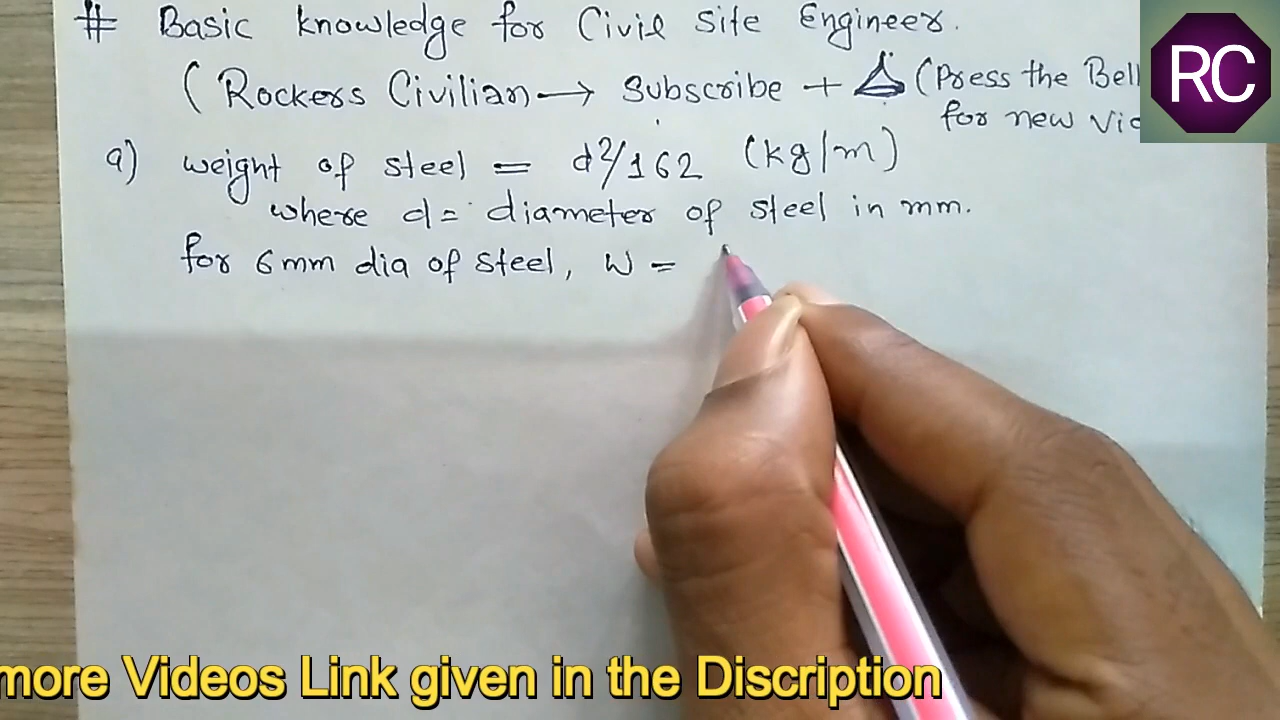 # Basic knowledge for Civil Site Engineer.
RC
(Rockers Civilian → Subscribe + (Press the Bell
for new
a) weight of steel = d²/162 (kg/m)
where d = diameter of steel in mm.
for 6mm dia of steel, W =
more Videos Link given in the Discription